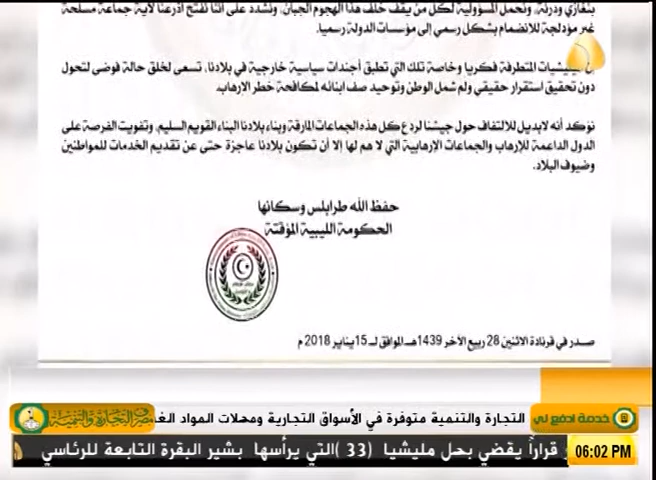 بنغازي ودرنة، ونحمل المسؤولية لكل من يقف خلف هذا الهجوم الجبان، ونشدد على أننا نفتح أذرعنا لأية جماعة مسلحة
غير مؤدلجة للانضمام بشكل رسمي إلى مؤسسات الدولة رسميا.
المتطرفة فكريا وخاصة تلك التي تطبق أجندات سياسية خارجية في بلادنا، تسعى لخلق حالة فوضى لتحول
دون تحقيق استقرار حقيقي ولم شمل الوطن وتوحيد صف ابنائه لمكافحة خطر الإرهاب.
نؤكد أنه لابديل للالتفاف حول جيشنا لردع كل هذه الجماعات المارقة وبناء بلادنا البناء القويم السليم، وتفويت الفرصة على
الدول الداعمة للإرهاب والجماعات الإرهابية التي لا هم لها إلا أن تكون بلادنا عاجزة حتى عن تقديم الخدمات للمواطنين
وضيوف البلاد.
حفظ الله طرابلس وسكانها
الحكومة الليبية المؤقتة
صدر في قرنادة الاثنين 28 ربيع الآخر 1439هـ الموافق لـ 15 يناير 2018 م
خدمة ادفع لي
التجارة والتنمية متوفرة في الأسواق التجارية ومحلات المواد
مصرف التجارة والتنمية
06:02 PM
قراراً يقضي بحل مليشيا (33) التي يرأسها بشير البقرة التابعة للرئاسي